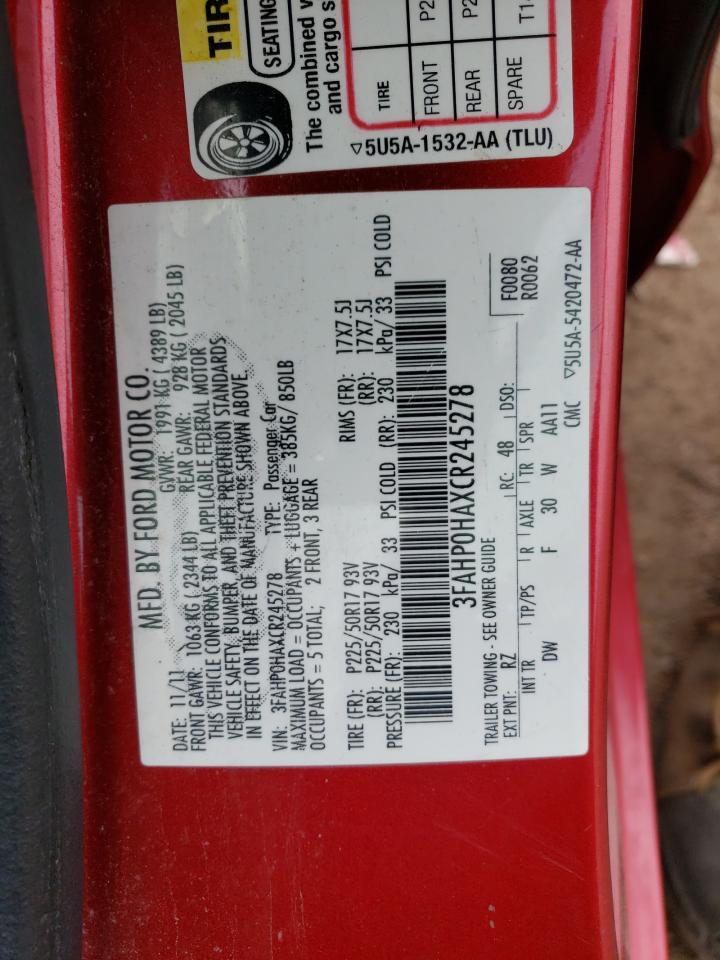 TIR
SEATING
The combined
and cargo s
TIRE
FRONT P2
REAR P2
SPARE T1
▽5U5A-1532-AA (TLU)
MFD. BY FORD MOTOR CO.
DATE: 11/11 GVWR: 1991 KG ( 4389 LB)
FRONT GAWR: 1063 KG ( 2344 LB) REAR GAWR: 928 KG ( 2045 LB)
THIS VEHICLE CONFORMS TO ALL APPLICABLE FEDERAL MOTOR
VEHICLE SAFETY, BUMPER, AND THEFT PREVENTION STANDARDS
IN EFFECT ON THE DATE OF MANUFACTURE SHOWN ABOVE.
VIN: 3FAHP0HAXCR245278 TYPE: Passenger Car
MAXIMUM LOAD = OCCUPANTS + LUGGAGE = 385KG/ 850LB
OCCUPANTS = 5 TOTAL; 2 FRONT, 3 REAR
TIRE (FR): P225/50R17 93V RIMS (FR): 17X7.5J
(RR): P225/50R17 93V (RR): 17X7.5J
PRESSURE (FR): 230 kPa/ 33 PSI COLD (RR): 230 kPa/ 33 PSI COLD
3FAHP0HAXCR245278
TRAILER TOWING - SEE OWNER GUIDE
F0080
R0062
EXT PNT: RZ RC: 48 DSO:
INT TR TP/PS R AXLE TR SPR
DW F 30 W AA11
CMC ▽5U5A-5420472-AA